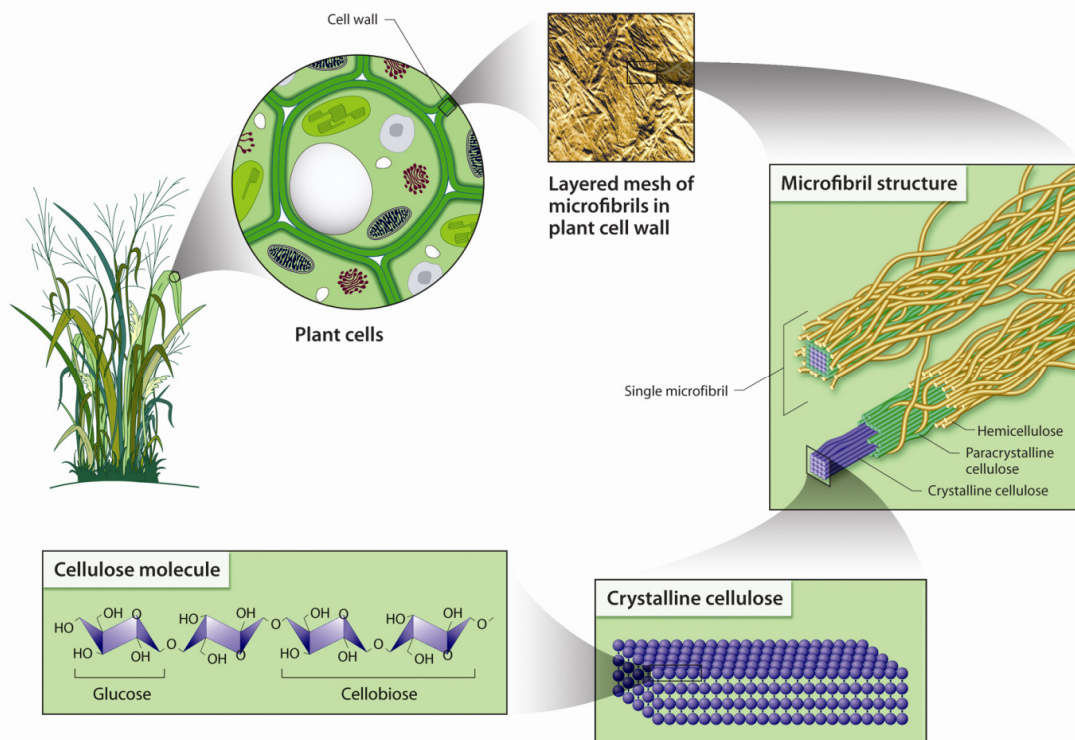 Cell wall
Plant cells
Layered mesh of
microfibrils in
plant cell wall
Microfibril structure
Single microfibril
Hemicellulose
Paracrystalline
cellulose
Crystalline cellulose
Cellulose molecule
HO
OH
O
HO
OH
O
HO
OH
O
OH
O
O
OH
O
HO
OH
O
HO
OH
O
OH
O
Glucose
Cellobiose
Crystalline cellulose